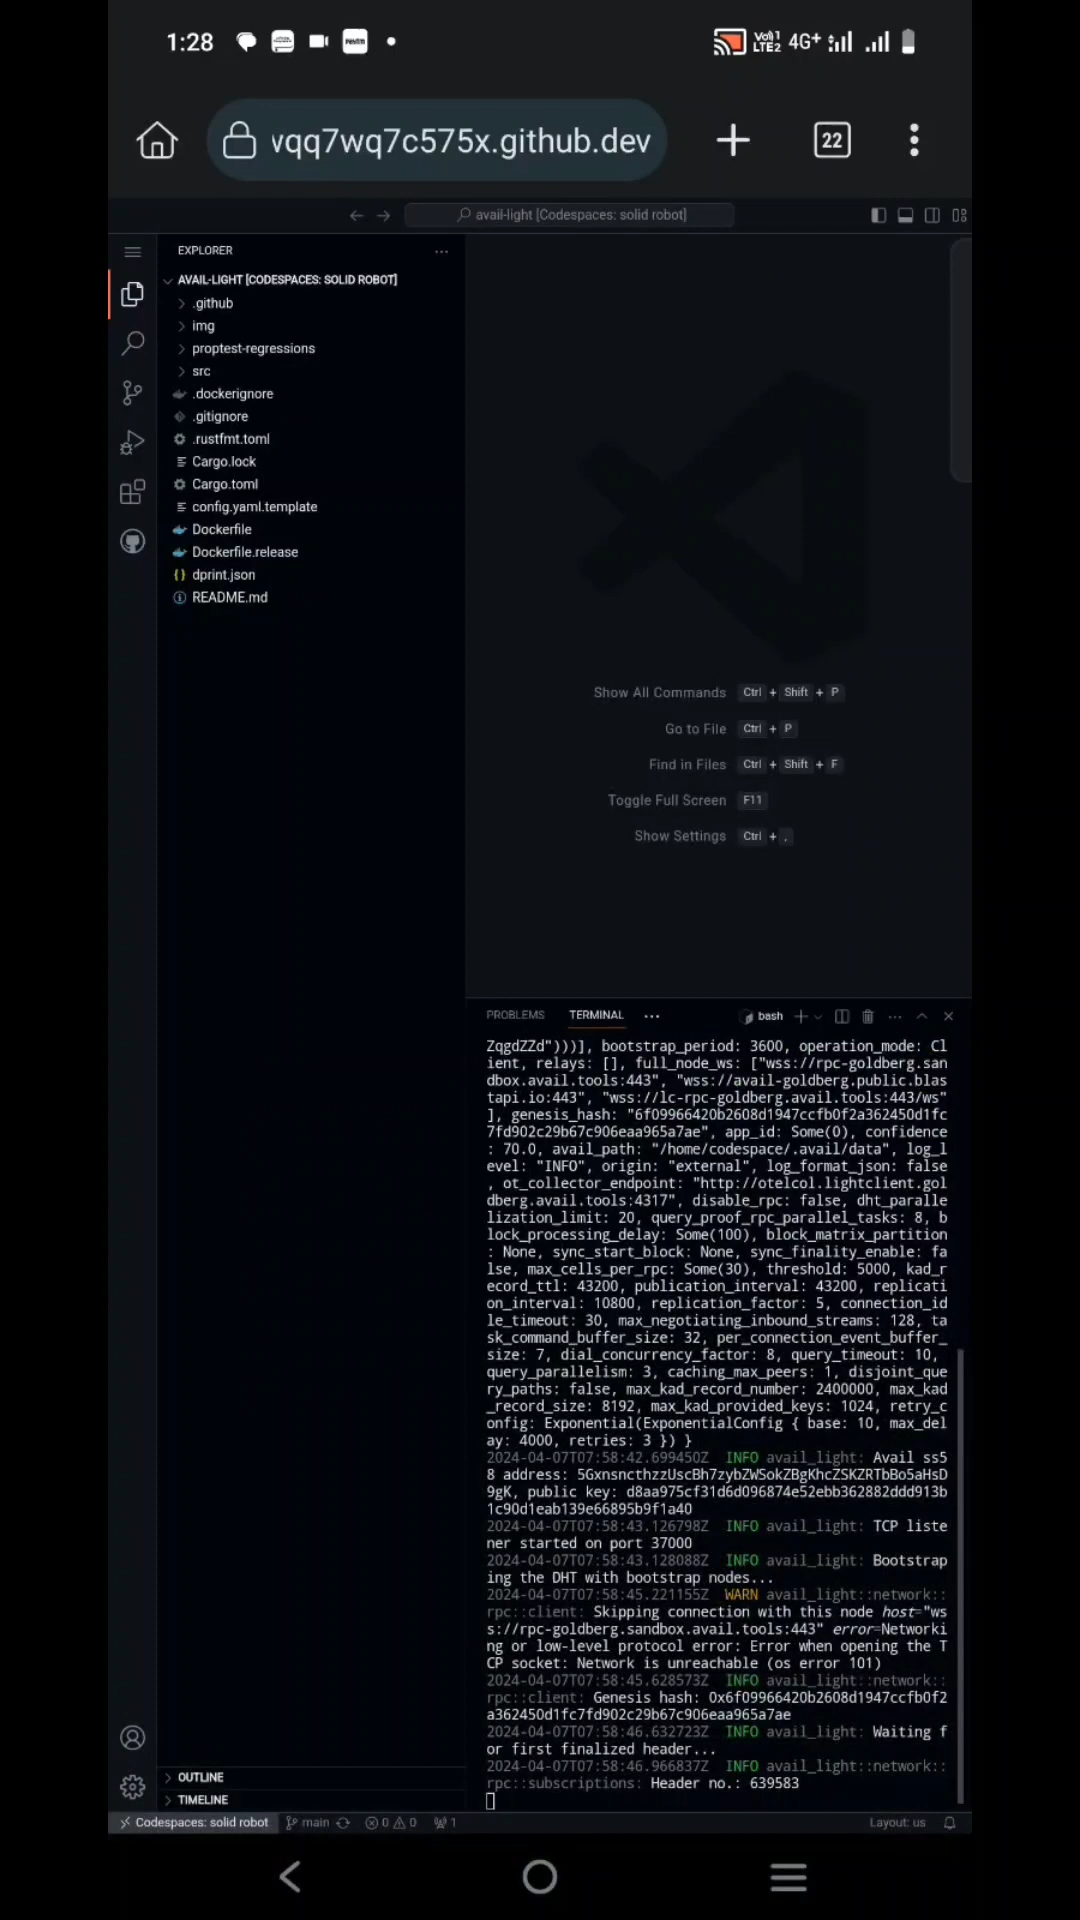 1:28
paytm
Vo)) 1
LTE2
4G+
vqq7wq7c575x.github.dev
22
avail-light [Codespaces: solid robot]
EXPLORER
AVAIL-LIGHT [CODESPACES: SOLID ROBOT]
.github
img
proptest-regressions
src
.dockerignore
.gitignore
.rustfmt.toml
Cargo.lock
Cargo.toml
config.yaml.template
Dockerfile
Dockerfile.release
dprint.json
README.md
Show All Commands Ctrl + Shift + P
Go to File Ctrl + P
Find in Files Ctrl + Shift + F
Toggle Full Screen F11
Show Settings Ctrl + ,
PROBLEMS TERMINAL ... bash
ZqgdZZd")))], bootstrap_period: 3600, operation_mode: Cl
ient, relays: [], full_node_ws: ["wss://rpc-goldberg.san
dbox.avail.tools:443", "wss://avail-goldberg.public.blas
tapi.io:443", "wss://lc-rpc-goldberg.avail.tools:443/ws"
], genesis_hash: "6f09966420b2608d1947ccfb0f2a362450d1fc
7fd902c29b67c906eaa965a7ae", app_id: Some(0), confidence
: 70.0, avail_path: "/home/codespace/.avail/data", log_l
evel: "INFO", origin: "external", log_format_json: false
, ot_collector_endpoint: "http://otelcol.lightclient.gol
dberg.avail.tools:4317", disable_rpc: false, dht_paralle
lization_limit: 20, query_proof_rpc_parallel_tasks: 8, b
lock_processing_delay: Some(100), block_matrix_partition
: None, sync_start_block: None, sync_finality_enable: fa
lse, max_cells_per_rpc: Some(30), threshold: 5000, kad_r
ecord_ttl: 43200, publication_interval: 43200, replicati
on_interval: 10800, replication_factor: 5, connection_id
le_timeout: 30, max_negotiating_inbound_streams: 128, ta
sk_command_buffer_size: 32, per_connection_event_buffer_
size: 7, dial_concurrency_factor: 8, query_timeout: 10,
query_parallelism: 3, caching_max_peers: 1, disjoint_que
ry_paths: false, max_kad_record_number: 2400000, max_kad
_record_size: 8192, max_kad_provided_keys: 1024, retry_c
onfig: Exponential(ExponentialConfig { base: 10, max_del
ay: 4000, retries: 3 }) }
2024-04-07T07:58:42.699450Z INFO avail_light: Avail ss5
8 address: 5GxnsncthzzUscBh7zybZWSokZBgKhcZSKZRTbBo5aHsD
9gK, public key: d8aa975cf31d6d096874e52ebb362882ddd913b
1c90d1eab139e66895b9f1a40
2024-04-07T07:58:43.126798Z INFO avail_light: TCP liste
ner started on port 37000
2024-04-07T07:58:43.128088Z INFO avail_light: Bootstrap
ing the DHT with bootstrap nodes...
2024-04-07T07:58:45.221155Z WARN avail_light::network::
rpc::client: Skipping connection with this node host="ws
s://rpc-goldberg.sandbox.avail.tools:443" error=Networki
ng or low-level protocol error: Error when opening the T
CP socket: Network is unreachable (os error 101)
2024-04-07T07:58:45.628573Z INFO avail_light::network::
rpc::client: Genesis hash: 0x6f09966420b2608d1947ccfb0f2
a362450d1fc7fd902c29b67c906eaa965a7ae
2024-04-07T07:58:46.632723Z INFO avail_light: Waiting f
or first finalized header...
2024-04-07T07:58:46.966837Z INFO avail_light::network::
rpc::subscriptions: Header no.: 639583
OUTLINE
TIMELINE
Codespaces: solid robot main 0 0 1 Layout: us